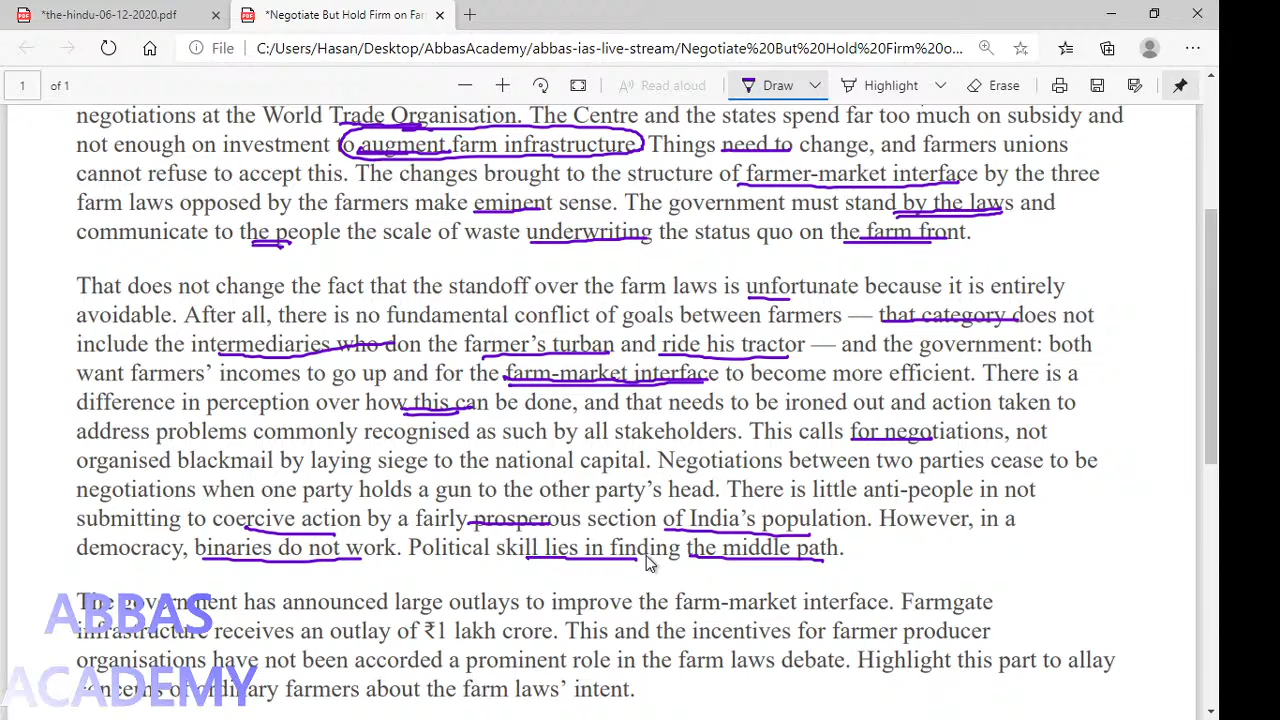 *the-hindu-06-12-2020.pdf
*Negotiate But Hold Firm on Far
File
C:/Users/Hasan/Desktop/AbbasAcademy/abbas-ias-live-stream/Negotiate%20But%20Hold%20Firm%20o...
1 of 1
Read aloud
Draw
Highlight
Erase
negotiations at the World Trade Organisation. The Centre and the states spend far too much on subsidy and
not enough on investment to augment farm infrastructure. Things need to change, and farmers unions
cannot refuse to accept this. The changes brought to the structure of farmer-market interface by the three
farm laws opposed by the farmers make eminent sense. The government must stand by the laws and
communicate to the people the scale of waste underwriting the status quo on the farm front.
That does not change the fact that the standoff over the farm laws is unfortunate because it is entirely
avoidable. After all, there is no fundamental conflict of goals between farmers — that category does not
include the intermediaries who don the farmer's turban and ride his tractor — and the government: both
want farmers' incomes to go up and for the farm-market interface to become more efficient. There is a
difference in perception over how this can be done, and that needs to be ironed out and action taken to
address problems commonly recognised as such by all stakeholders. This calls for negotiations, not
organised blackmail by laying siege to the national capital. Negotiations between two parties cease to be
negotiations when one party holds a gun to the other party's head. There is little anti-people in not
submitting to coercive action by a fairly prosperous section of India's population. However, in a
democracy, binaries do not work. Political skill lies in finding the middle path.
The government has announced large outlays to improve the farm-market interface. Farmgate
infrastructure receives an outlay of ₹1 lakh crore. This and the incentives for farmer producer
organisations have not been accorded a prominent role in the farm laws debate. Highlight this part to allay
concerns of ordinary farmers about the farm laws' intent.
ABBAS
ACADEMY